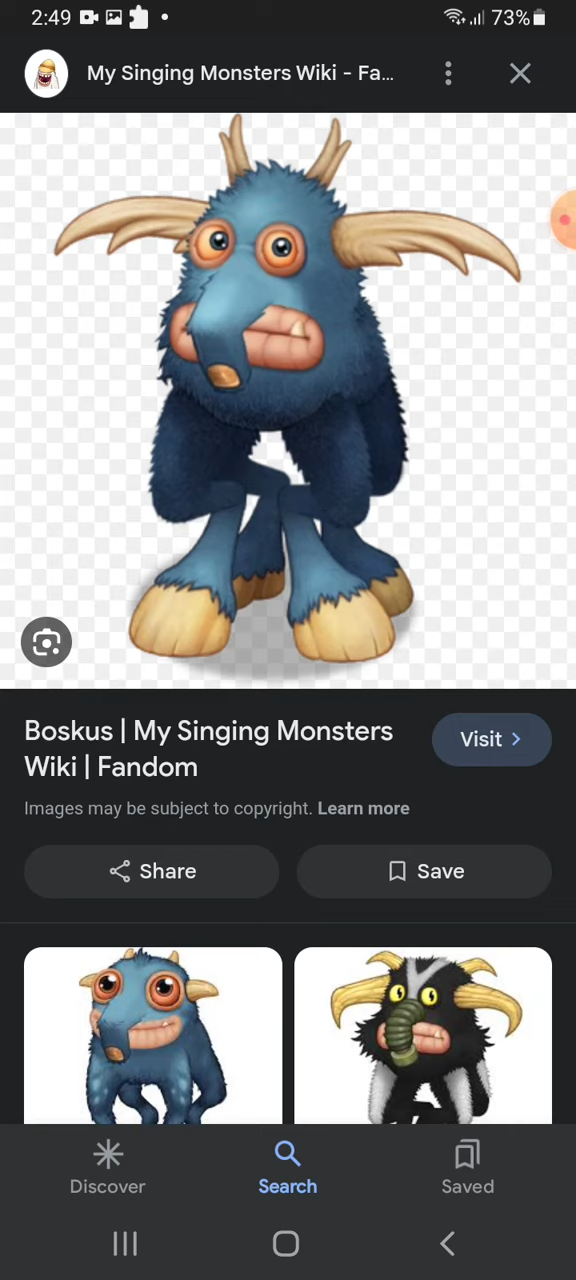 2:49
73%
My Singing Monsters Wiki - Fa...
Boskus | My Singing Monsters
Wiki | Fandom
Visit
Images may be subject to copyright. Learn more
Share
Save
Discover
Search
Saved